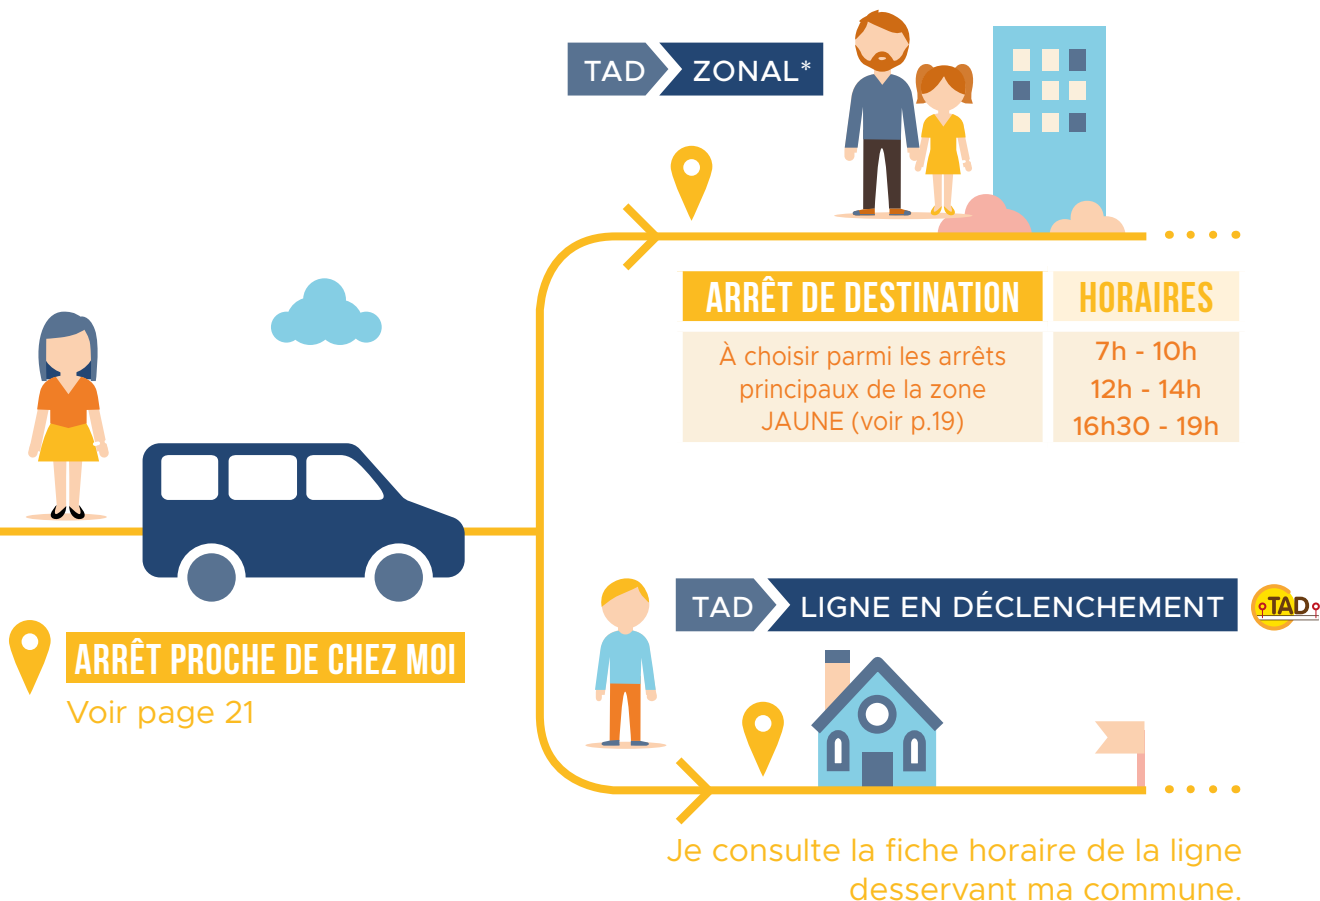 TAD ZONAL*
ARRÊT DE DESTINATION
HORAIRES
À choisir parmi les arrêts
principaux de la zone
JAUNE (voir p.19)
7h - 10h
12h - 14h
16h30 - 19h
ARRÊT PROCHE DE CHEZ MOI
Voir page 21
TAD LIGNE EN DÉCLENCHEMENT
TAD
Je consulte la fiche horaire de la ligne
desservant ma commune.